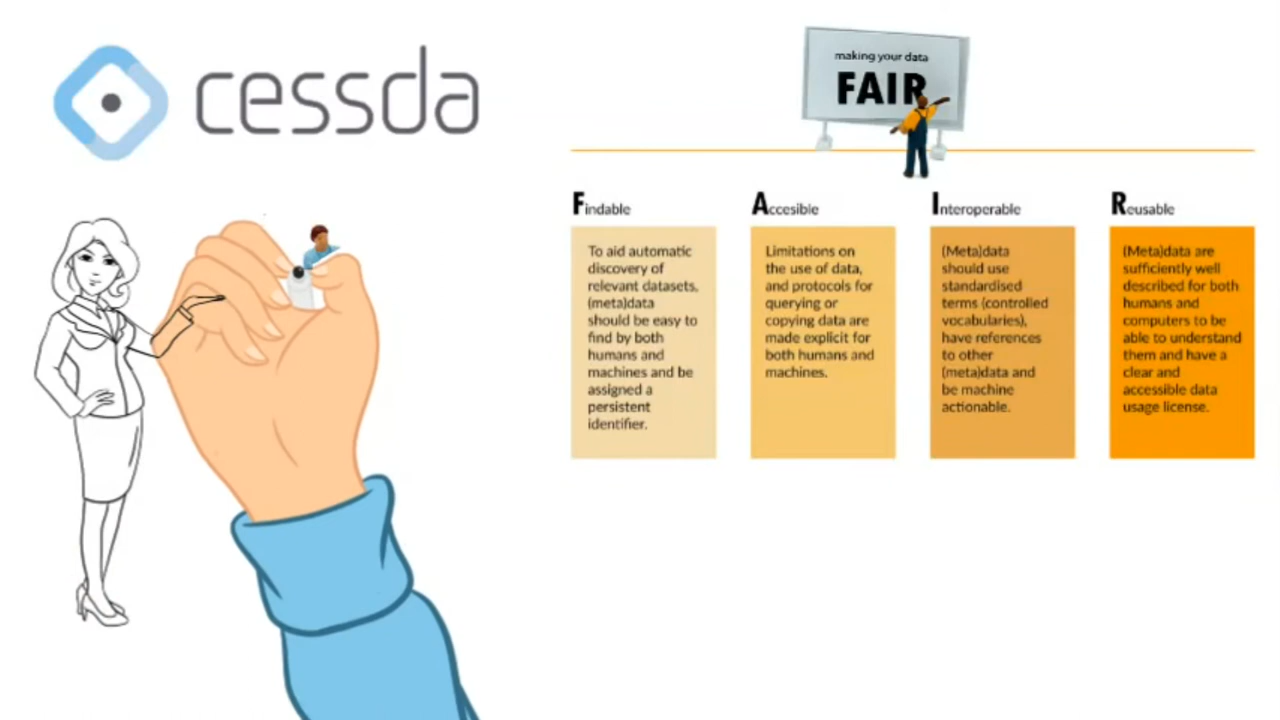 cessda
making your data
FAIR
Findable
To aid automatic
discovery of
relevant datasets,
(meta)data
should be easy to
find by both
humans and
machines and be
assigned a
persistent
identifier.
Accesible
Limitations on
the use of data,
and protocols for
querying or
copying data are
made explicit for
both humans and
machines.
Interoperable
(Meta)data
should use
standardised
terms (controlled
vocabularies),
have references
to other
(meta)data and
be machine
actionable.
Reusable
(Meta)data are
sufficiently well
described for both
humans and
computers to be
able to understand
them and have a
clear and
accessible data
usage license.